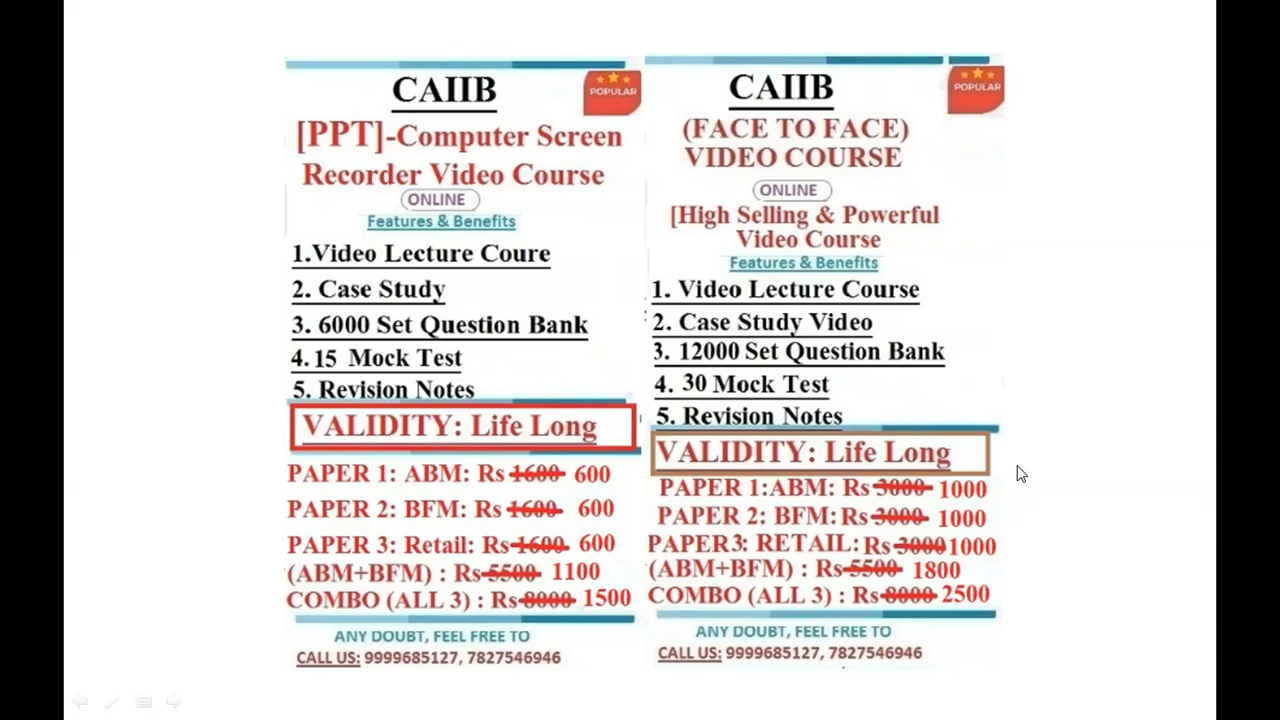 CAIIB
POPULAR
[PPT]-Computer Screen
Recorder Video Course
ONLINE
Features & Benefits
1.Video Lecture Coure
2. Case Study
3. 6000 Set Question Bank
4.15 Mock Test
5. Revision Notes
VALIDITY: Life Long
PAPER 1: ABM: Rs 1600 600
PAPER 2: BFM: Rs 1600 600
PAPER 3: Retail: Rs 1600 600
(ABM+BFM) : Rs 5500 1100
COMBO (ALL 3) : Rs 8000 1500
ANY DOUBT, FEEL FREE TO
CALL US: 9999685127, 7827546946
CAIIB
POPULAR
(FACE TO FACE)
VIDEO COURSE
ONLINE
[High Selling & Powerful
Video Course
Features & Benefits
1. Video Lecture Course
2. Case Study Video
3. 12000 Set Question Bank
4. 30 Mock Test
5. Revision Notes
VALIDITY: Life Long
PAPER 1:ABM: Rs 3000 1000
PAPER 2: BFM: Rs 3000 1000
PAPER3: RETAIL: Rs 3000 1000
(ABM+BFM) : Rs 5500 1800
COMBO (ALL 3) : Rs 8000 2500
ANY DOUBT, FEEL FREE TO
CALL US: 9999685127, 7827546946